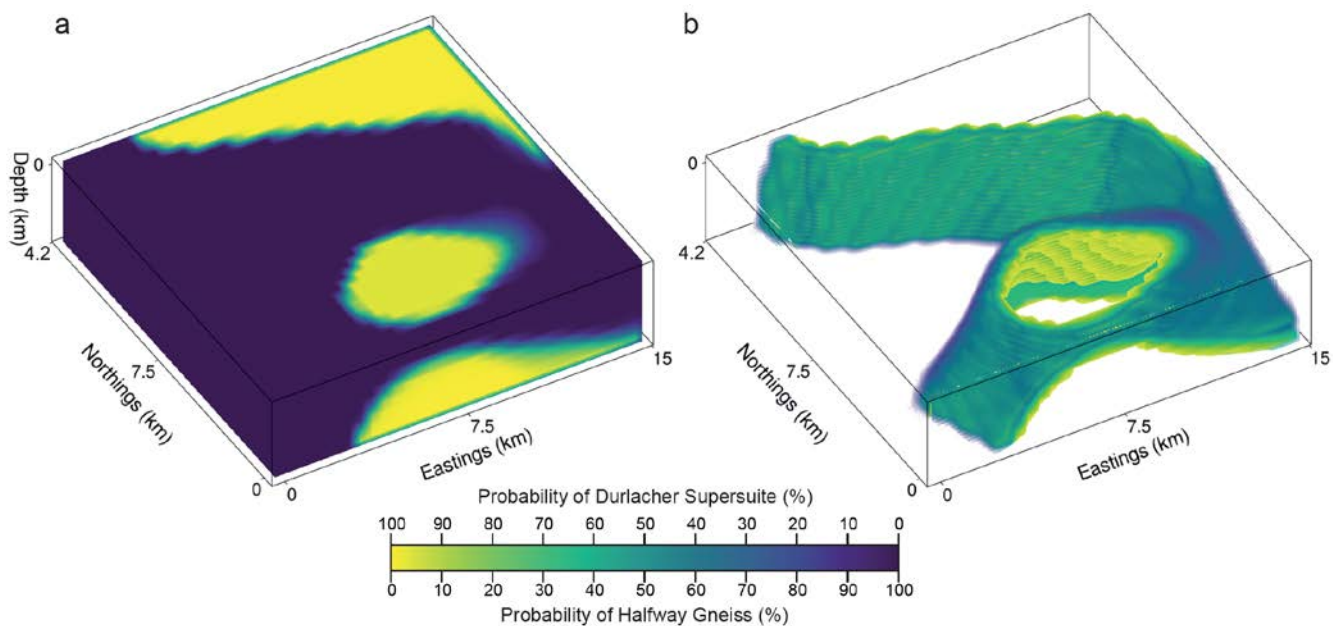 a
b
0
Depth (km)
4.2
Northings (km)
7.5
0
0
7.5
Eastings (km)
15
0
Depth (km)
4.2
Northings (km)
7.5
0
0
7.5
Eastings (km)
15
Probability of Durlacher Supersuite (%)
100 90 80 70 60 50 40 30 20 10 0
0 10 20 30 40 50 60 70 80 90 100
Probability of Halfway Gneiss (%)